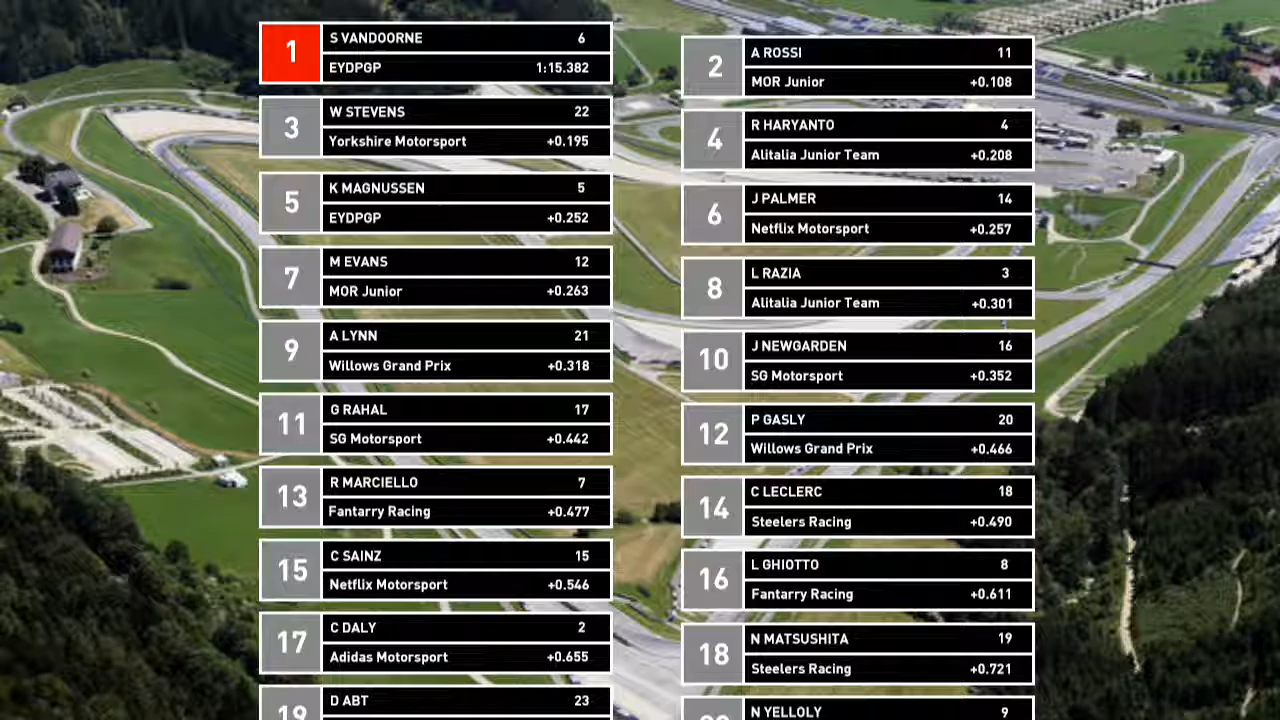 1
S VANDOORNE 6
EYDPGP 1:15.382
2
A ROSSI 11
MOR Junior +0.108
3
W STEVENS 22
Yorkshire Motorsport +0.195
4
R HARYANTO 4
Alitalia Junior Team +0.208
5
K MAGNUSSEN 5
EYDPGP +0.252
6
J PALMER 14
Netflix Motorsport +0.257
7
M EVANS 12
MOR Junior +0.263
8
L RAZIA 3
Alitalia Junior Team +0.301
9
A LYNN 21
Willows Grand Prix +0.318
10
J NEWGARDEN 16
SG Motorsport +0.352
11
G RAHAL 17
SG Motorsport +0.442
12
P GASLY 20
Willows Grand Prix +0.466
13
R MARCIELLO 7
Fantarry Racing +0.477
14
C LECLERC 18
Steelers Racing +0.490
15
C SAINZ 15
Netflix Motorsport +0.546
16
L GHIOTTO 8
Fantarry Racing +0.611
17
C DALY 2
Adidas Motorsport +0.655
18
N MATSUSHITA 19
Steelers Racing +0.721
19
D ABT 23
N YELLOLY 9